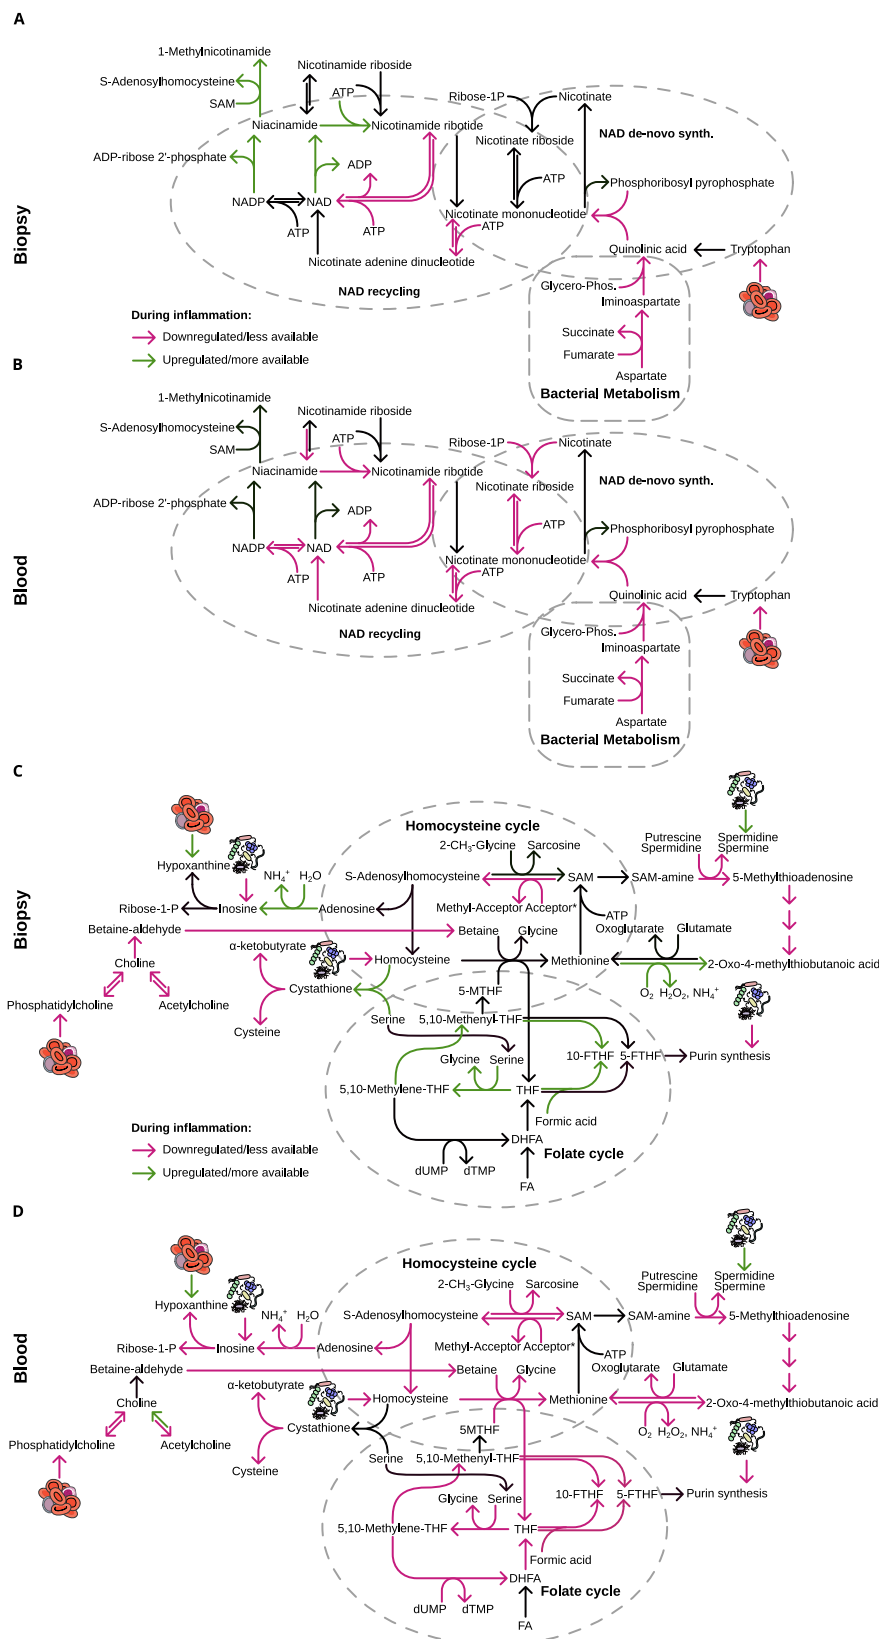 A
1-Methylnicotinamide
Nicotinamide riboside
S-Adenosylhomocysteine
ATP
SAM
Ribose-1P
Nicotinate
Niacinamide
Nicotinamide ribotide
NAD de-novo synth.
Nicotinate riboside
ADP-ribose 2'-phosphate
ADP
ATP
Phosphoribosyl pyrophosphate
NADP
NAD
Nicotinate mononucleotide
ATP
ATP
ATP
Quinolinic acid
Tryptophan
Nicotinate adenine dinucleotide
NAD recycling
Glycero-Phos.
Iminoaspartate
During inflamation:
Downregulated/less available
Succinate
Upregulated/more available
Fumarate
Aspartate
Bacterial Metabolism
Biopsy
B
1-Methylnicotinamide
Nicotinamide riboside
S-Adenosylhomocysteine
ATP
SAM
Ribose-1P
Nicotinate
Niacinamide
Nicotinamide ribotide
NAD de-novo synth.
Nicotinate riboside
ADP-ribose 2'-phosphate
ADP
ATP
Phosphoribosyl pyrophosphate
NADP
NAD
Nicotinate mononucleotide
ATP
ATP
ATP
Quinolinic acid
Tryptophan
Nicotinate adenine dinucleotide
NAD recycling
Glycero-Phos.
Iminoaspartate
Succinate
Fumarate
Aspartate
Bacterial Metabolism
Blood
C
Homocysteine cycle
2-CH₃-Glycine
Sarcosine
Putrescine
Spermidine
Spermidine
Spermine
Hypoxanthine
NH₄⁺
H₂O
S-Adenosylhomocysteine
SAM
SAM-amine
5-Methylthioadenosine
Ribose-1-P
Inosine
Adenosine
Methyl-Acceptor
Acceptor*
ATP
Betaine-aldehyde
Betaine
Glycine
Oxoglutarate
Glutamate
α-ketobutyrate
Choline
Homocysteine
Methionine
2-Oxo-4-methylthiobutanoic acid
Cystathione
5-MTHF
O₂
H₂O₂, NH₄⁺
Phosphatidylcholine
Acetylcholine
Serine
5,10-Methenyl-THF
Cysteine
Glycine
Serine
10-FTHF
5-FTHF
Purin synthesis
5,10-Methylene-THF
THF
Formic acid
During inflamation:
Downregulated/less available
DHFA
Folate cycle
Upregulated/more available
dUMP
dTMP
FA
Biopsy
D
Homocysteine cycle
2-CH₃-Glycine
Sarcosine
Putrescine
Spermidine
Spermidine
Spermine
Hypoxanthine
NH₄⁺
H₂O
S-Adenosylhomocysteine
SAM
SAM-amine
5-Methylthioadenosine
Ribose-1-P
Inosine
Adenosine
Methyl-Acceptor
Acceptor*
ATP
Betaine-aldehyde
Betaine
Glycine
Oxoglutarate
Glutamate
α-ketobutyrate
Choline
Homocysteine
Methionine
2-Oxo-4-methylthiobutanoic acid
Cystathione
5MTHF
O₂
H₂O₂, NH₄⁺
Phosphatidylcholine
Acetylcholine
Serine
5,10-Methenyl-THF
Cysteine
Glycine
Serine
10-FTHF
5-FTHF
Purin synthesis
5,10-Methylene-THF
THF
Formic acid
DHFA
Folate cycle
dUMP
dTMP
FA
Blood